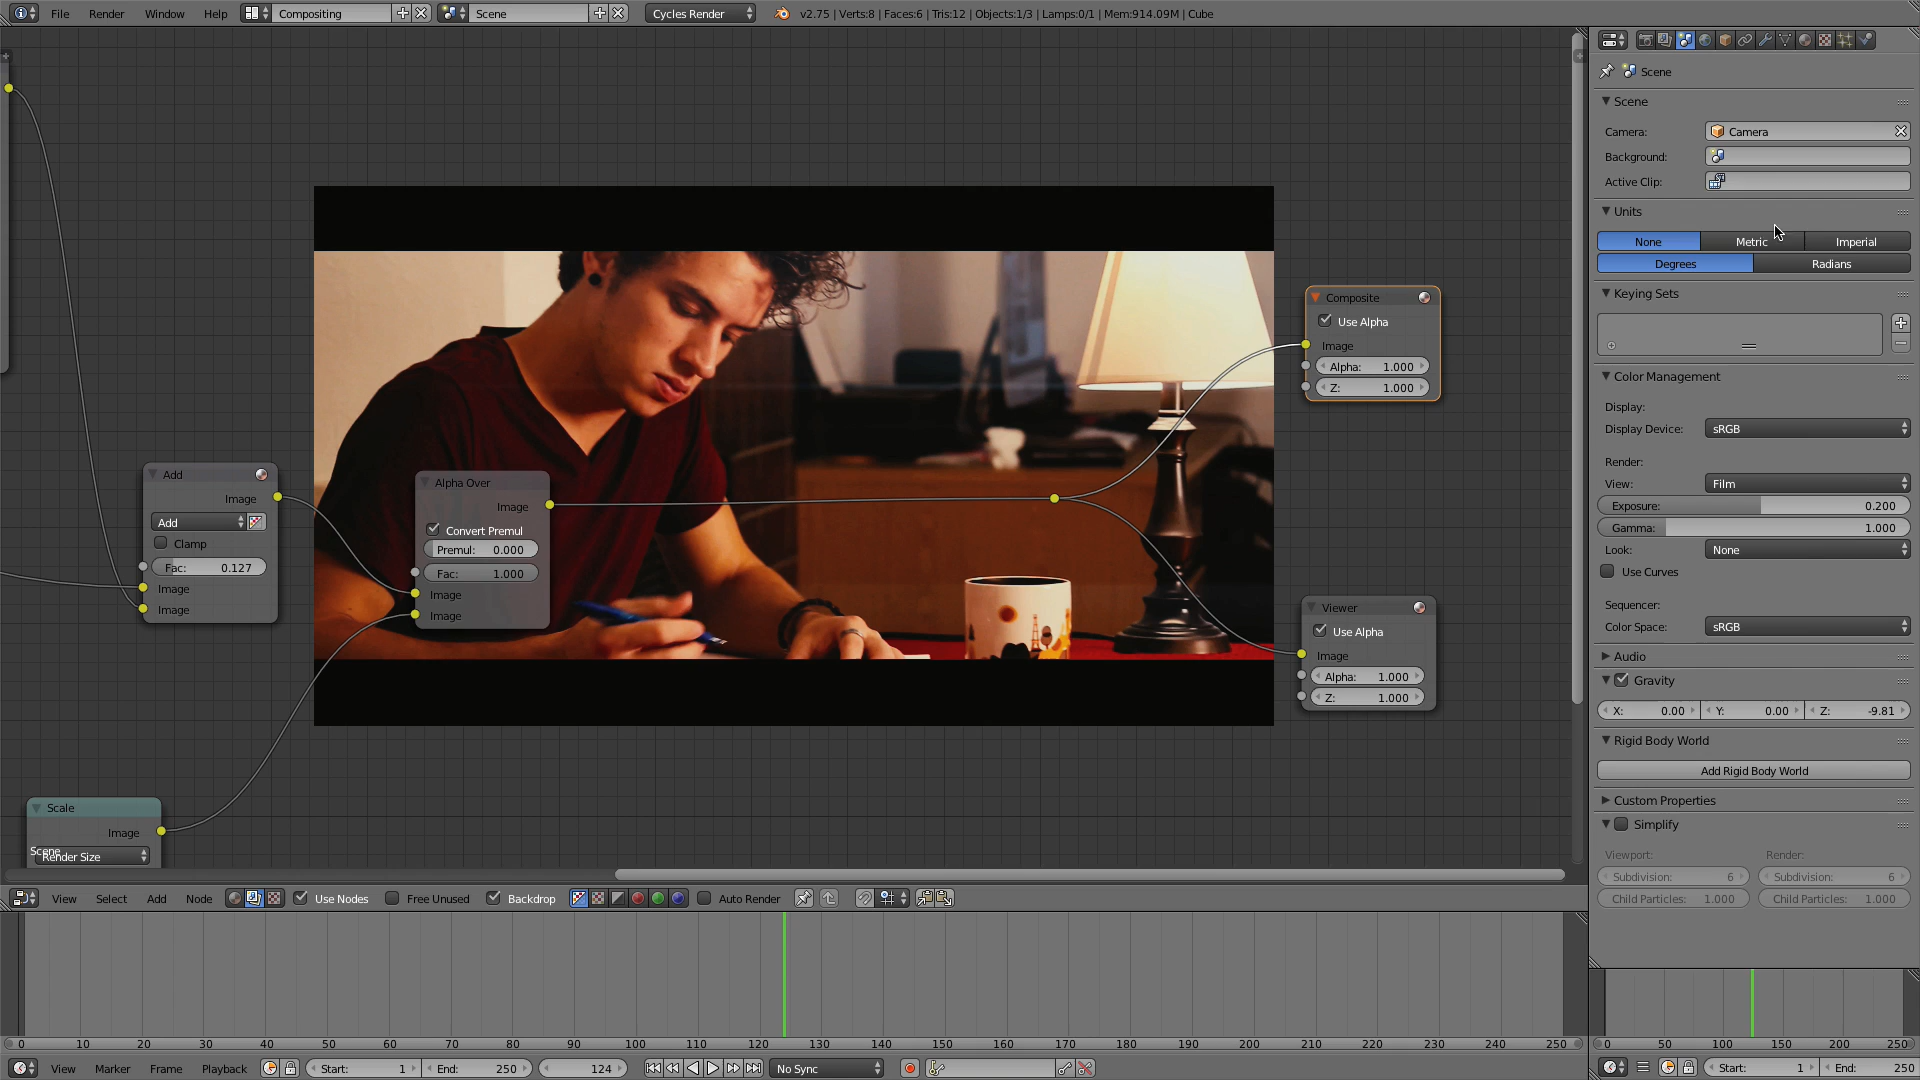 File Render Window Help Compositing Scene Cycles Render v2.75 | Verts:8 | Faces:6 | Tris:12 | Objects:1/3 | Lamps:0/1 | Mem:914.09M | Cube
Scene
Scene
Camera: Camera
Background:
Active Clip:
Units
None Metric Imperial
Degrees Radians
Keying Sets
Color Management
Display:
Display Device: sRGB
Render:
View: Film
Exposure: 0.200
Gamma: 1.000
Look: None
Use Curves
Sequencer:
Color Space: sRGB
Audio
Gravity
X: 0.00 Y: 0.00 Z: -9.81
Rigid Body World
Add Rigid Body World
Custom Properties
Simplify
Viewport: Render:
Subdivision: 6 Subdivision: 6
Child Particles: 1.000 Child Particles: 1.000
Composite
Use Alpha
Image
Alpha: 1.000
Z: 1.000
Add
Image
Add
Clamp
Fac: 0.127
Image
Image
Alpha Over
Image
Convert Premul
Premul: 0.000
Fac: 1.000
Image
Image
Viewer
Use Alpha
Image
Alpha: 1.000
Z: 1.000
Scale
Image
Scene
Render Size
View Select Add Node Use Nodes Free Unused Backdrop Auto Render
0 10 20 30 40 50 60 70 80 90 100 110 120 130 140 150 160 170 180 190 200 210 220 230 240 250
0 50 100 150 200 250
View Marker Frame Playback Start: 1 End: 250 124 No Sync
Start: 1 End: 250